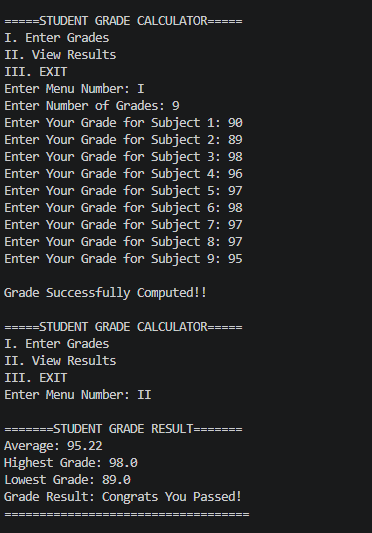 =====STUDENT GRADE CALCULATOR=====
I. Enter Grades
II. View Results
III. EXIT
Enter Menu Number: I
Enter Number of Grades: 9
Enter Your Grade for Subject 1: 90
Enter Your Grade for Subject 2: 89
Enter Your Grade for Subject 3: 98
Enter Your Grade for Subject 4: 96
Enter Your Grade for Subject 5: 97
Enter Your Grade for Subject 6: 98
Enter Your Grade for Subject 7: 97
Enter Your Grade for Subject 8: 97
Enter Your Grade for Subject 9: 95
Grade Successfully Computed!!
=====STUDENT GRADE CALCULATOR=====
I. Enter Grades
II. View Results
III. EXIT
Enter Menu Number: II
=======STUDENT GRADE RESULT=======
Average: 95.22
Highest Grade: 98.0
Lowest Grade: 89.0
Grade Result: Congrats You Passed!
===================================